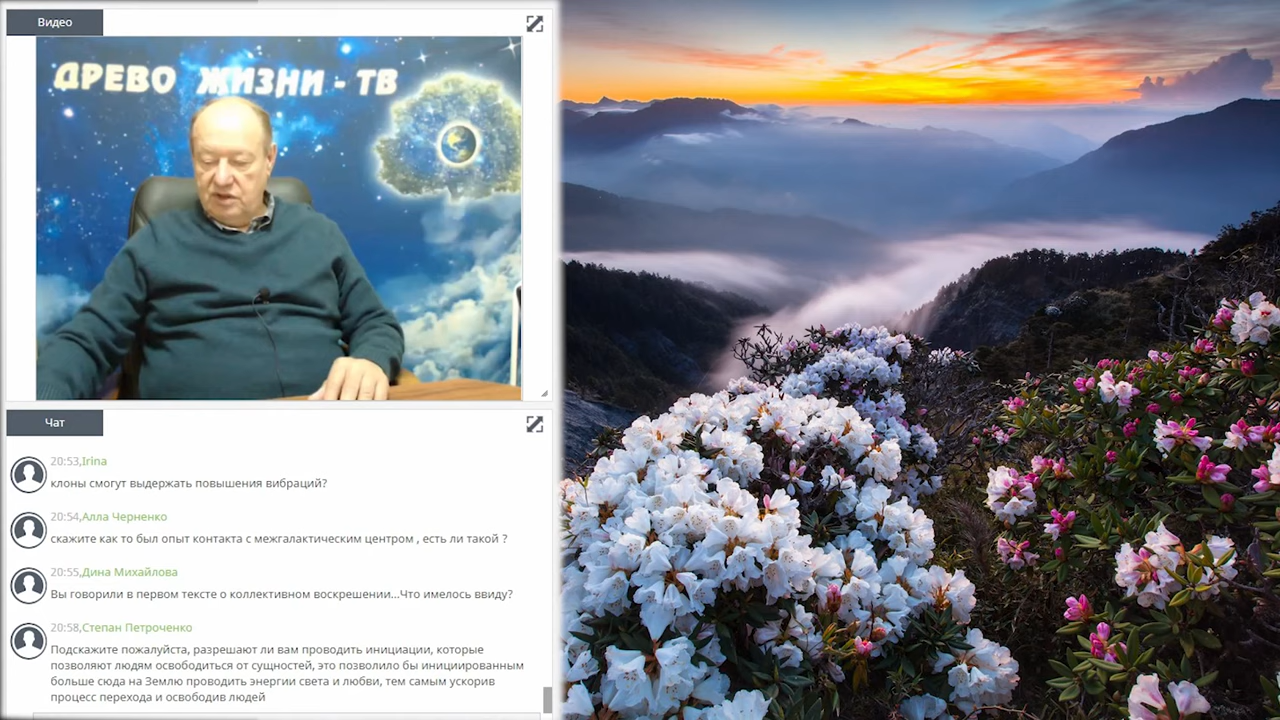 Видео
ДРЕВО ЖИЗНИ - ТВ
Чат
20:53,Irina
клоны смогут выдержать повышения вибраций?
20:54,Алла Черненко
скажите как то был опыт контакта с межгалактическим центром , есть ли такой ?
20:55,Дина Михайлова
Вы говорили в первом тексте о коллективном воскрешении...Что имелось ввиду?
20:58,Степан Петроченко
Подскажите пожалуйста, разрешают ли вам проводить инициации, которые
позволяют людям освободиться от сущностей, это позволило бы инициированным
больше сюда на Землю проводить энергии света и любви, тем самым ускорив
процесс перехода и освободив людей